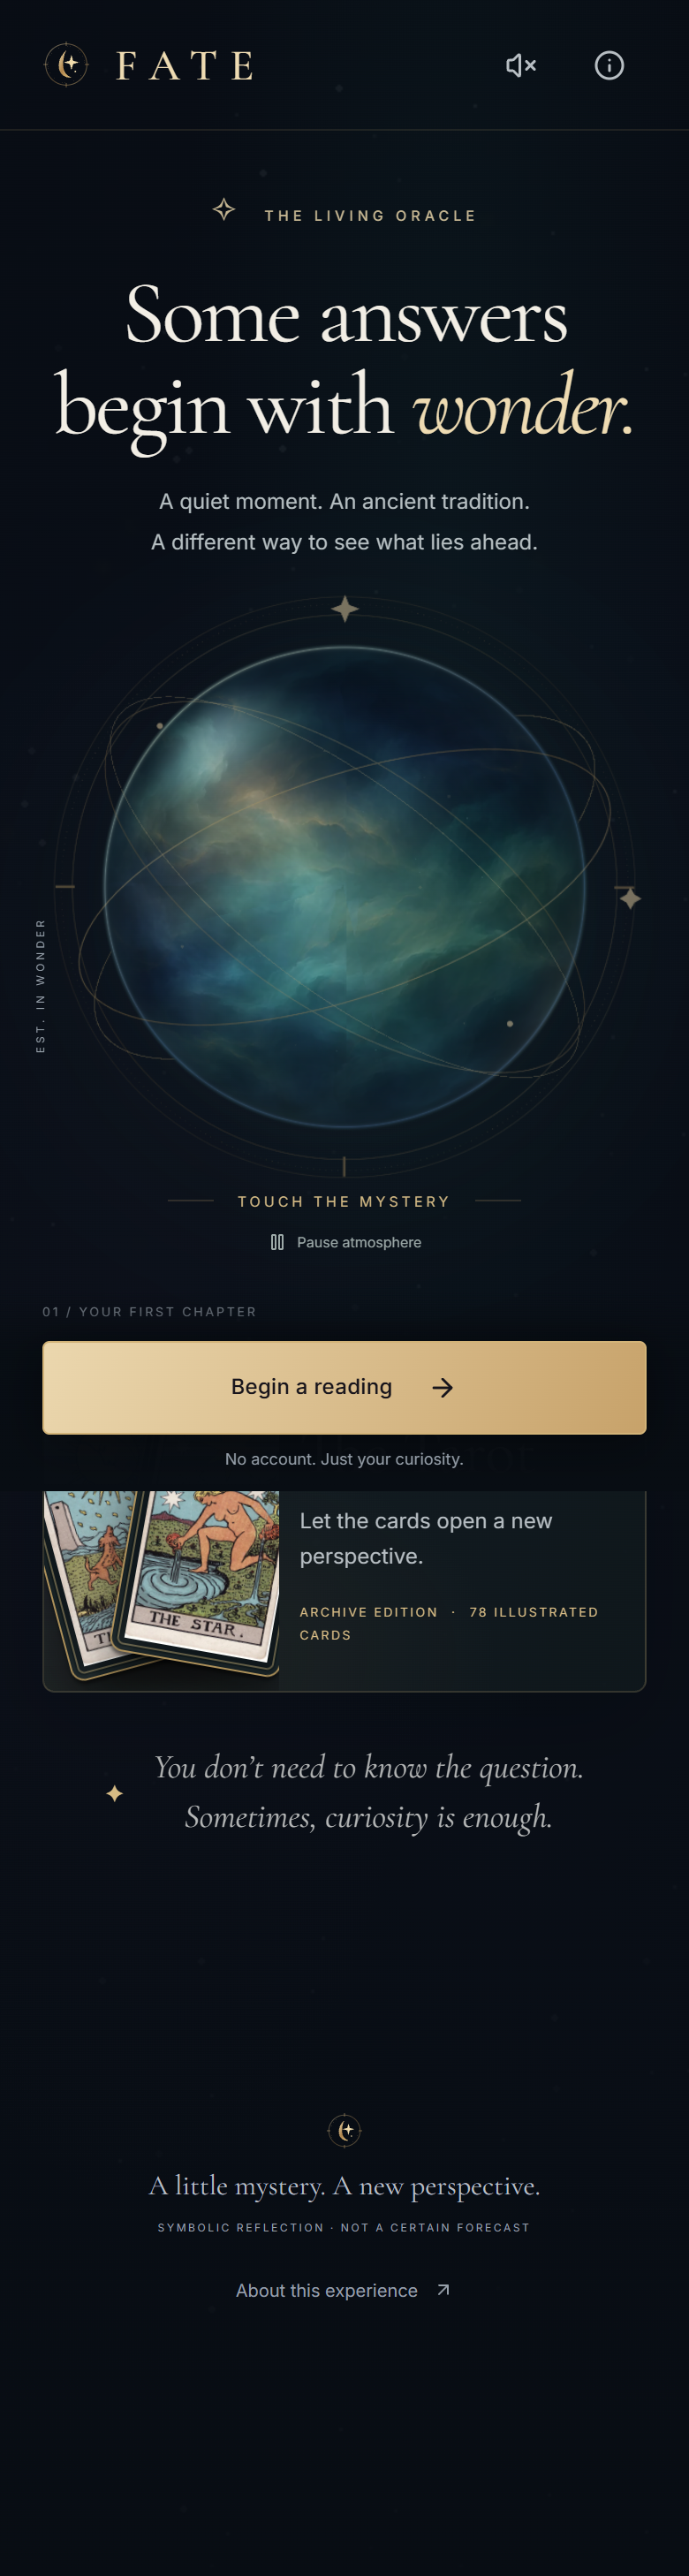 FATE
THE LIVING ORACLE
Some answers
begin with wonder.
A quiet moment. An ancient tradition.
A different way to see what lies ahead.
EST. IN WONDER
TOUCH THE MYSTERY
Pause atmosphere
01 / YOUR FIRST CHAPTER
Begin a reading
No account. Just your curiosity.
Let the cards open a new
perspective.
THE STAR.
ARCHIVE EDITION · 78 ILLUSTRATED
CARDS
You don’t need to know the question.
Sometimes, curiosity is enough.
A little mystery. A new perspective.
SYMBOLIC REFLECTION · NOT A CERTAIN FORECAST
About this experience